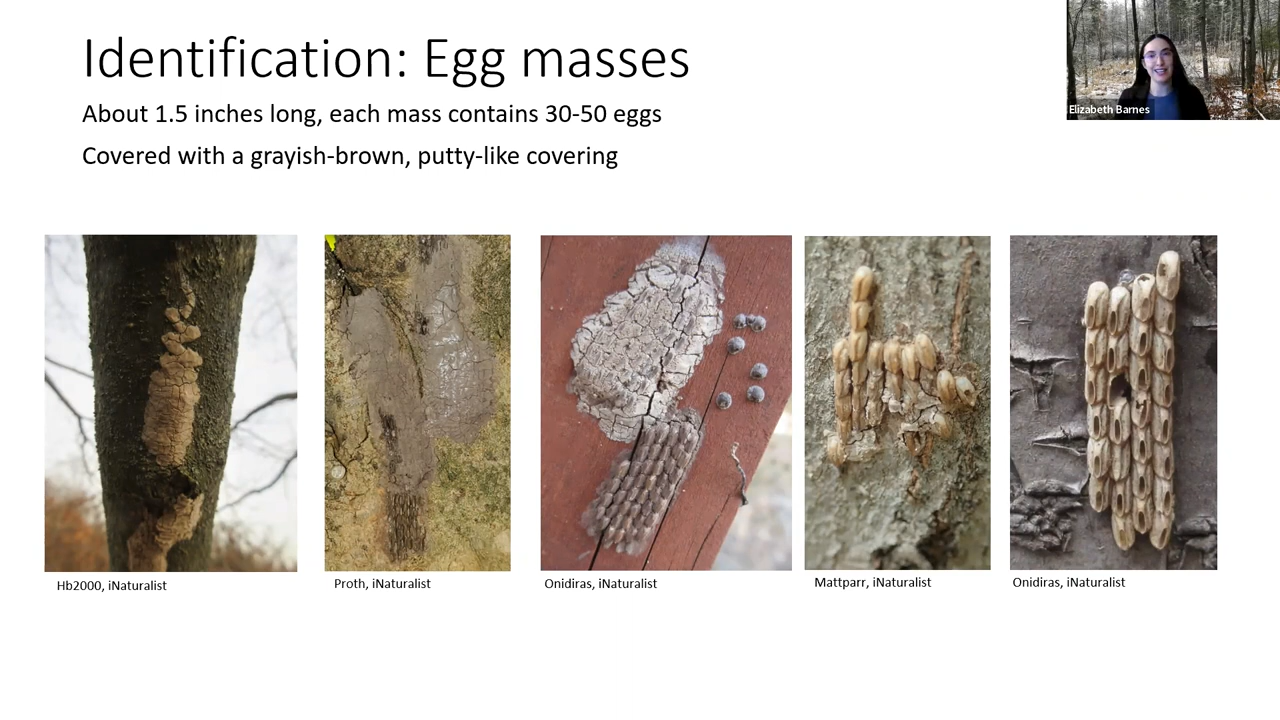 Identification: Egg masses
About 1.5 inches long, each mass contains 30-50 eggs
Covered with a grayish-brown, putty-like covering
Elizabeth Barnes
Hb2000, iNaturalist
Proth, iNaturalist
Onidiras, iNaturalist
Mattparr, iNaturalist
Onidiras, iNaturalist